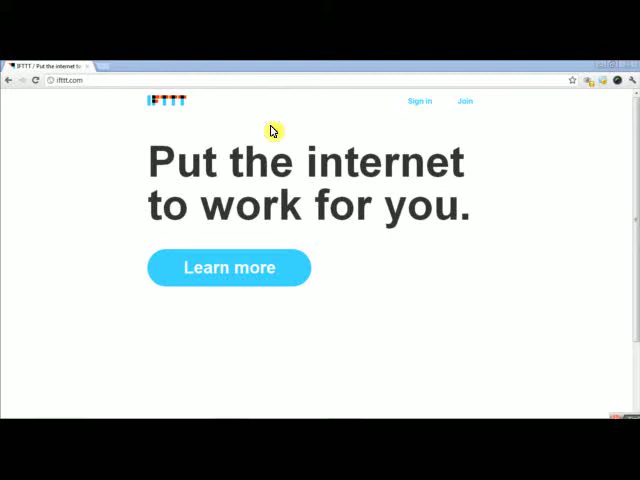 IFTTT / Put the internet to
ifttt.com
IFTTT
Sign in
Join
Put the internet
to work for you.
Learn more